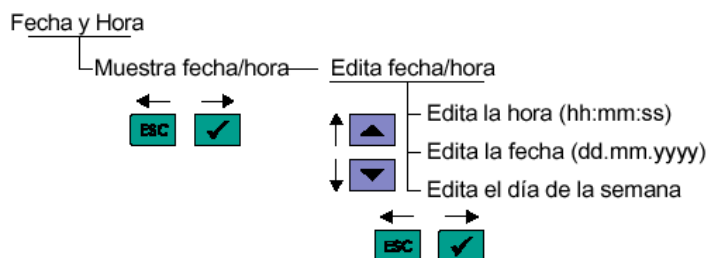 Fecha y Hora
Muestra fecha/hora
Edita fecha/hora
ESC
Edita la hora (hh:mm:ss)
Edita la fecha (dd.mm.yyyy)
Edita el día de la semana
ESC